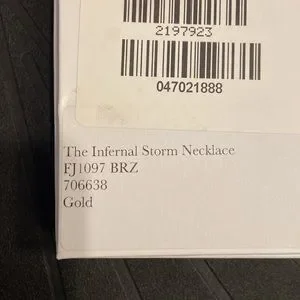 2197923
047021888
The Infernal Storm Necklace
FJ1097 BRZ
706638
Gold